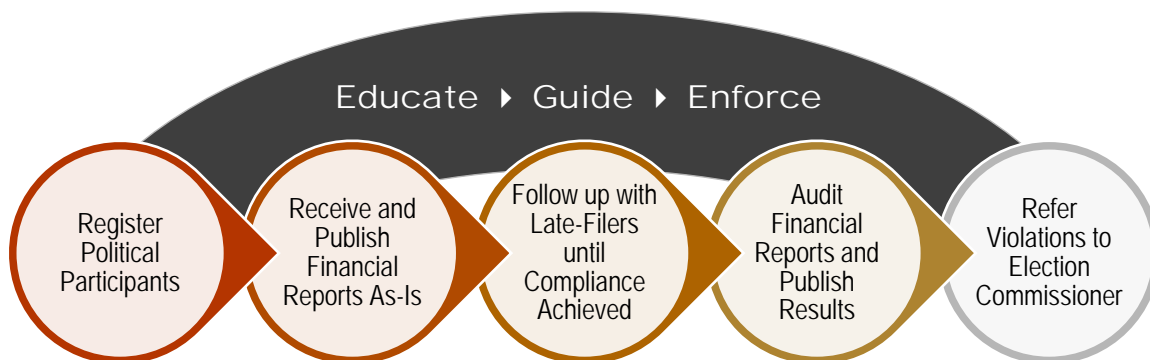 Educate ▸ Guide ▸ Enforce
Register
Political
Participants
Receive and
Publish
Financial
Reports As-Is
Follow up with
Late-Filers
until
Compliance
Achieved
Audit
Financial
Reports and
Publish
Results
Refer
Violations to
Election
Commissioner